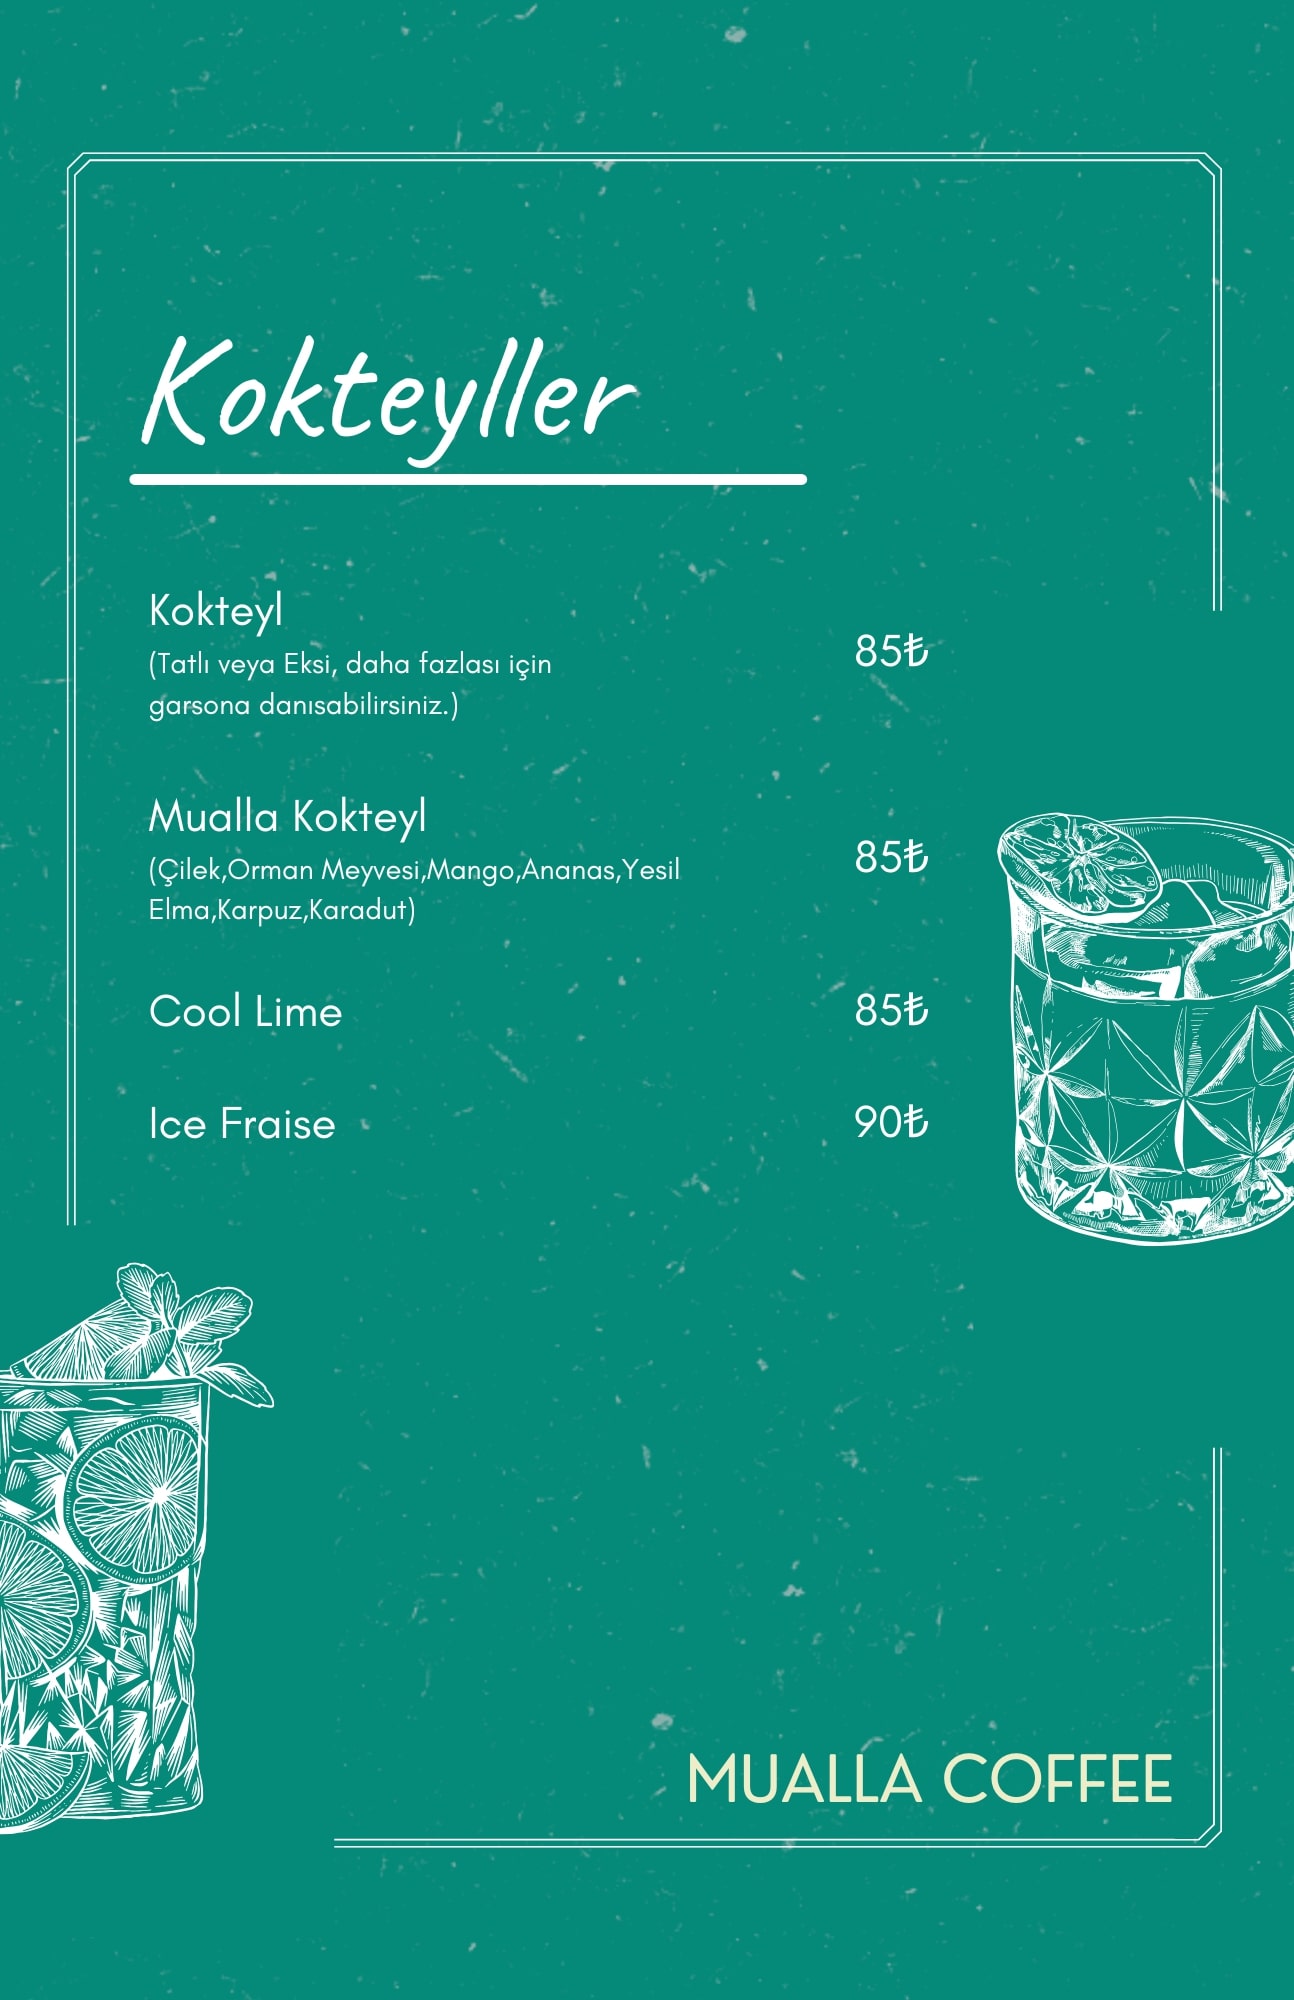 Kokteyller
Kokteyl
(Tatlı veya Eksi, daha fazlası için
garsona danısabilirsiniz.)
85₺
Mualla Kokteyl
(Çilek,Orman Meyvesi,Mango,Ananas,Yesil
Elma,Karpuz,Karadut)
85₺
Cool Lime
85₺
Ice Fraise
90₺
MUALLA COFFEE